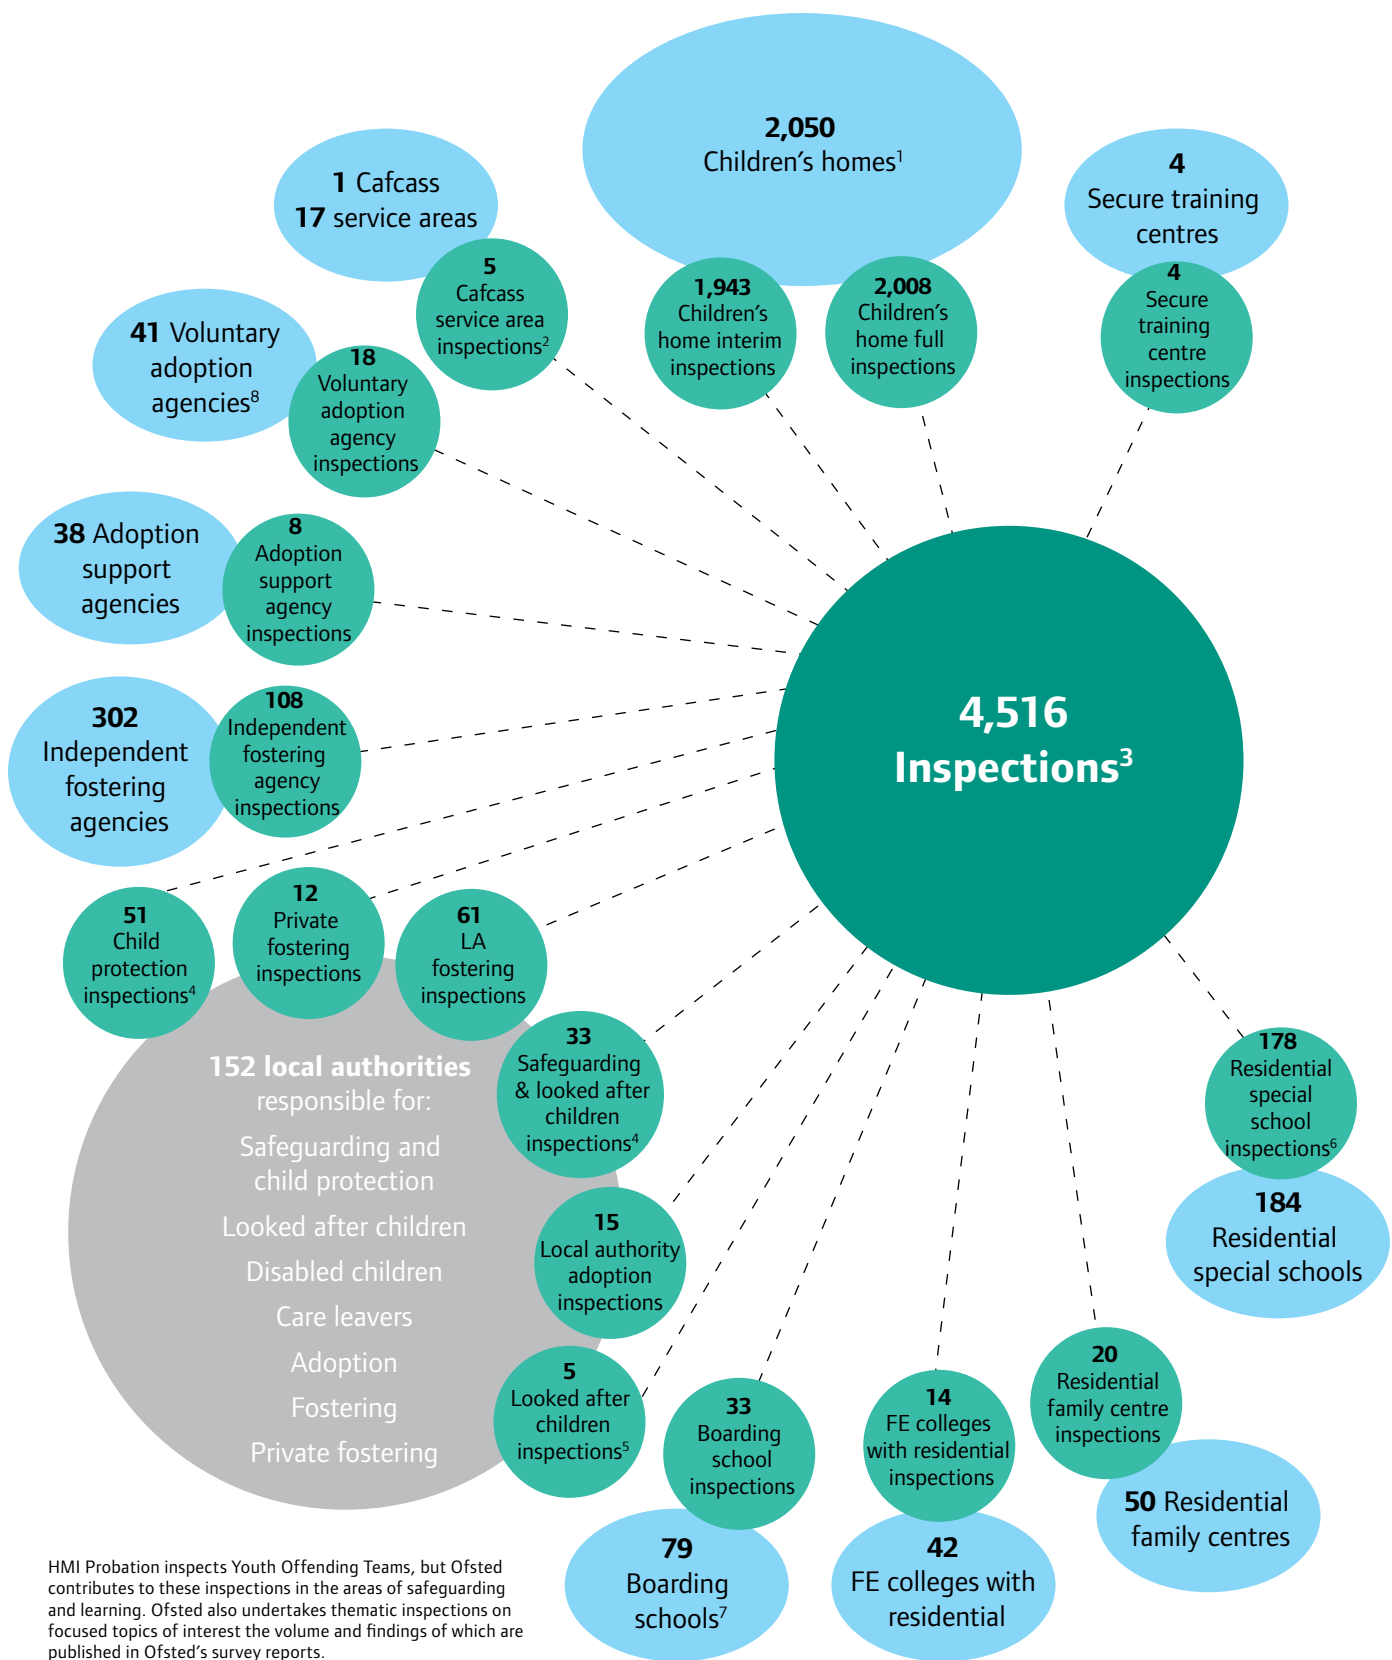 2,050
Children's homes1
1 Cafcass
17 service areas
4
Secure training
centres
5
Cafcass
service area
inspections2
1,943
Children's
home interim
inspections
2,008
Children's
home full
inspections
4
Secure
training
centre
inspections
41 Voluntary
adoption
agencies8
18
Voluntary
adoption
agency
inspections
38 Adoption
support
agencies
8
Adoption
support
agency
inspections
302
Independent
fostering
agencies
108
Independent
fostering
agency
inspections
4,516
Inspections3
51
Child
protection
inspections4
12
Private
fostering
inspections
61
LA
fostering
inspections
33
Safeguarding
& looked after
children
inspections4
152 local authorities
responsible for:
Safeguarding and
child protection
Looked after children
Disabled children
Care leavers
Adoption
Fostering
Private fostering
15
Local authority
adoption
inspections
5
Looked after
children
inspections5
178
Residential
special
school
inspections6
184
Residential
special schools
33
Boarding
school
inspections
79
Boarding
schools7
14
FE colleges
with residential
inspections
42
FE colleges with
residential
20
Residential
family centre
inspections
50 Residential
family centres
HMI Probation inspects Youth Offending Teams, but Ofsted
contributes to these inspections in the areas of safeguarding
and learning. Ofsted also undertakes thematic inspections on
focused topics of interest the volume and findings of which are
published in Ofsted's survey reports.